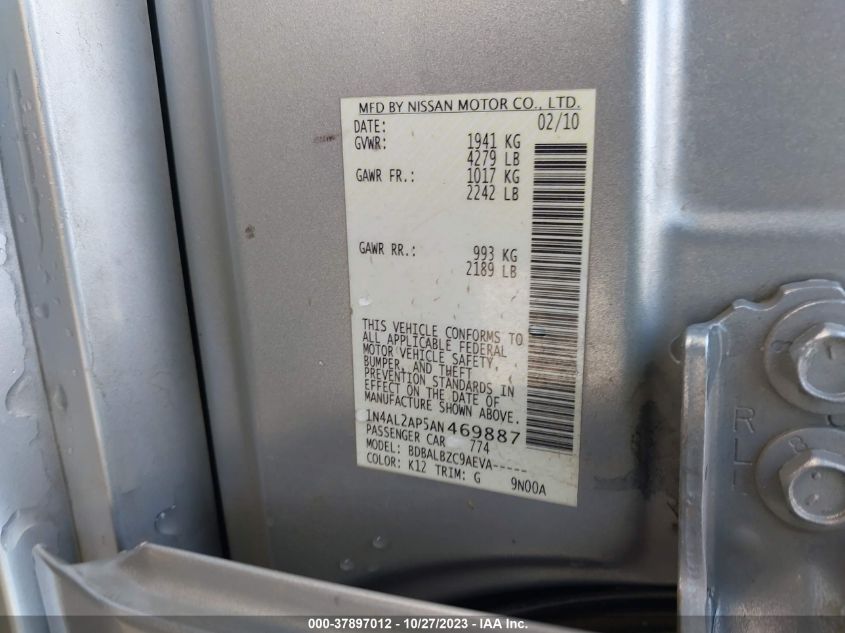 MFD BY NISSAN MOTOR CO., LTD.
DATE: 02/10
GVWR: 1941 KG
4279 LB
GAWR FR.: 1017 KG
2242 LB
GAWR RR.: 993 KG
2189 LB
THIS VEHICLE CONFORMS TO
ALL APPLICABLE FEDERAL
MOTOR VEHICLE SAFETY,
BUMPER, AND THEFT
PREVENTION STANDARDS IN
EFFECT ON THE DATE OF
MANUFACTURE SHOWN ABOVE.
1N4AL2AP5AN469887
PASSENGER CAR 774
MODEL: BDBALBZC9AEVA-----
COLOR: K12 TRIM: G 9N00A
RL
000-37897012 - 10/27/2023 - IAA Inc.